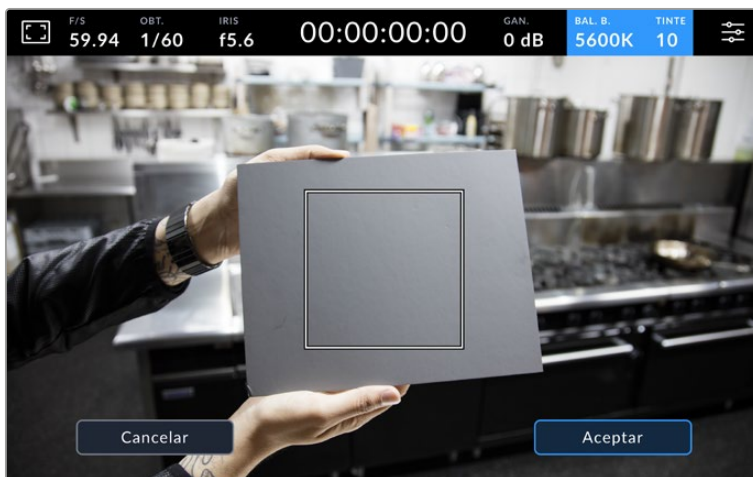 F/S OBT. IRIS GAN. BAL. B. TINTE
59.94 1/60 f5.6 00:00:00:00 0 dB 5600K 10
Cancelar Aceptar